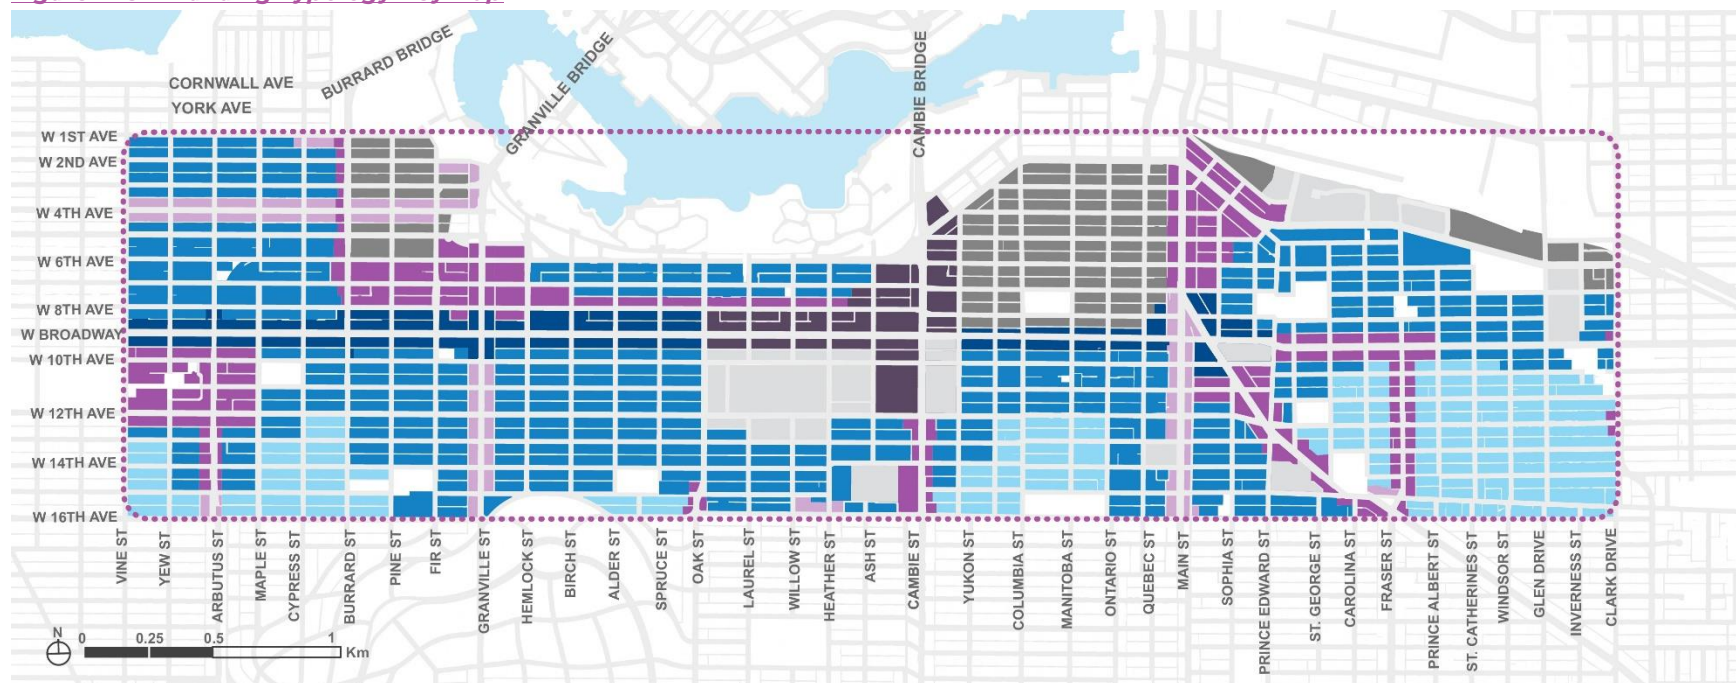 CORNWALL AVE
YORK AVE
BURRARD BRIDGE
GRANVILLE BRIDGE
CAMBIE BRIDGE
W 1ST AVE
W 2ND AVE
W 4TH AVE
W 6TH AVE
W 8TH AVE
W BROADWAY
W 10TH AVE
W 12TH AVE
W 14TH AVE
W 16TH AVE
VINE ST
YEW ST
ARBUTUS ST
MAPLE ST
CYPRESS ST
BURRARD ST
PINE ST
FIR ST
GRANVILLE ST
HEMLOCK ST
BIRCH ST
ALDER ST
SPRUCE ST
OAK ST
LAUREL ST
WILLOW ST
HEATHER ST
ASH ST
CAMBIE ST
YUKON ST
COLUMBIA ST
MANITOBA ST
ONTARIO ST
QUEBEC ST
MAIN ST
SOPHIA ST
PRINCE EDWARD ST
ST. GEORGE ST
CAROLINA ST
FRASER ST
PRINCE ALBERT ST
ST. CATHERINES ST
WINDSOR ST
GLEN DRIVE
INVERNESS ST
CLARK DRIVE
N
0 0.25 0.5 1
Km